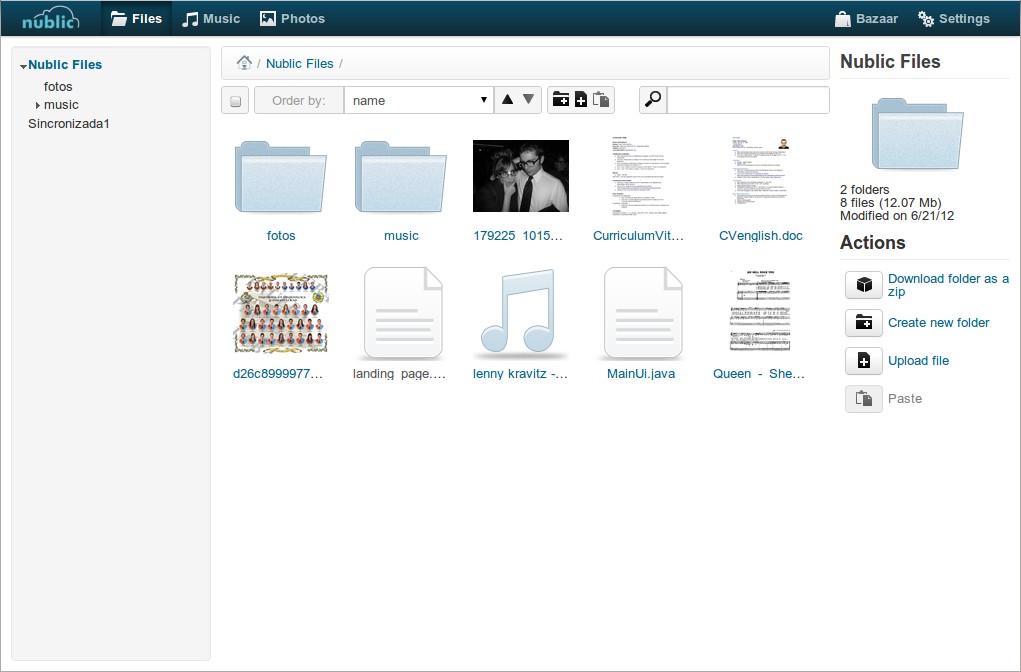 nublic
Files
Music
Photos
Bazaar
Settings
Nublic Files
fotos
music
Sincronizada1
/ Nublic Files /
Order by:
name
fotos
music
179225_1015...
CurriculumVit...
CVenglish.doc
d26c8999977...
landing_page....
lenny kravitz -...
MainUi.java
Queen_-_She...
Nublic Files
2 folders
8 files (12.07 Mb)
Modified on 6/21/12
Actions
Download folder as a
zip
Create new folder
Upload file
Paste